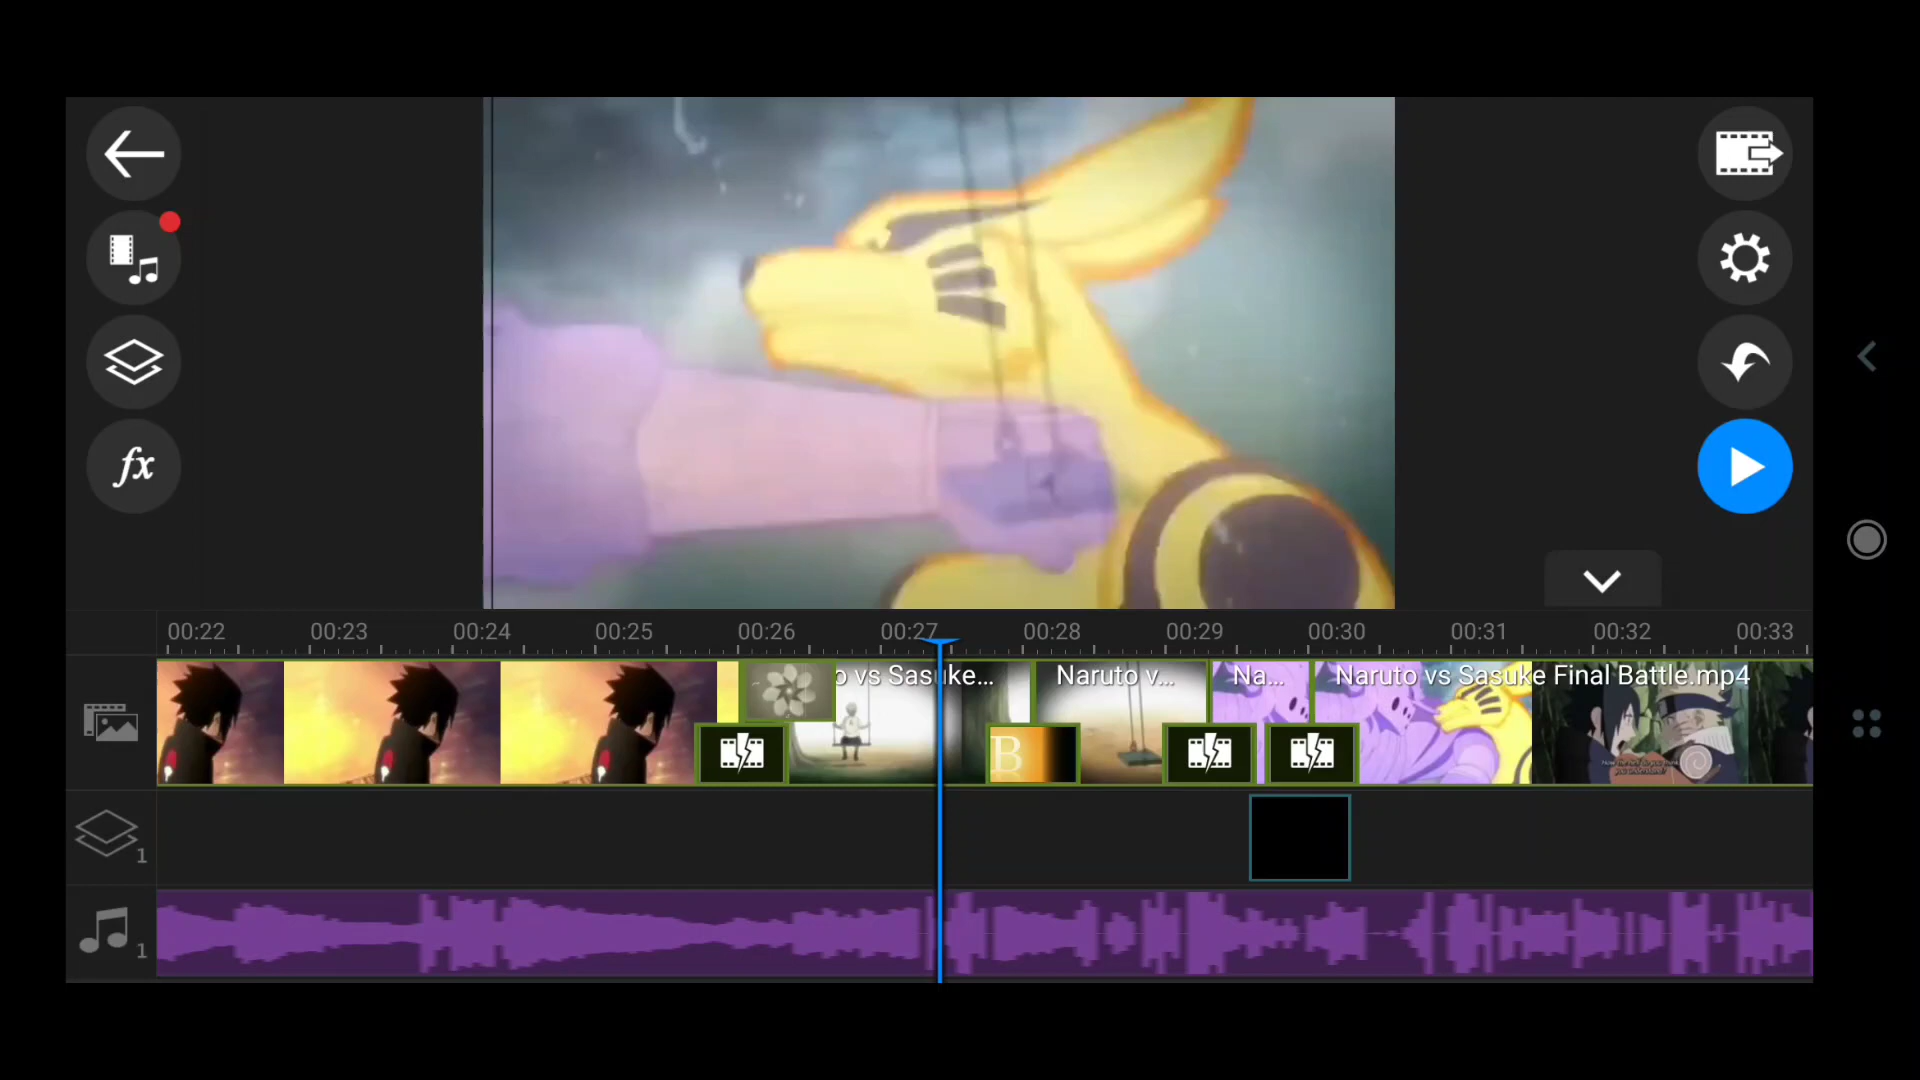 fx
00:22 00:23 00:24 00:25 00:26 00:27 00:28 00:29 00:30 00:31 00:32 00:33
o vs Sasuke... Naruto v... Na... Naruto vs Sasuke Final Battle.mp4
B
1
1